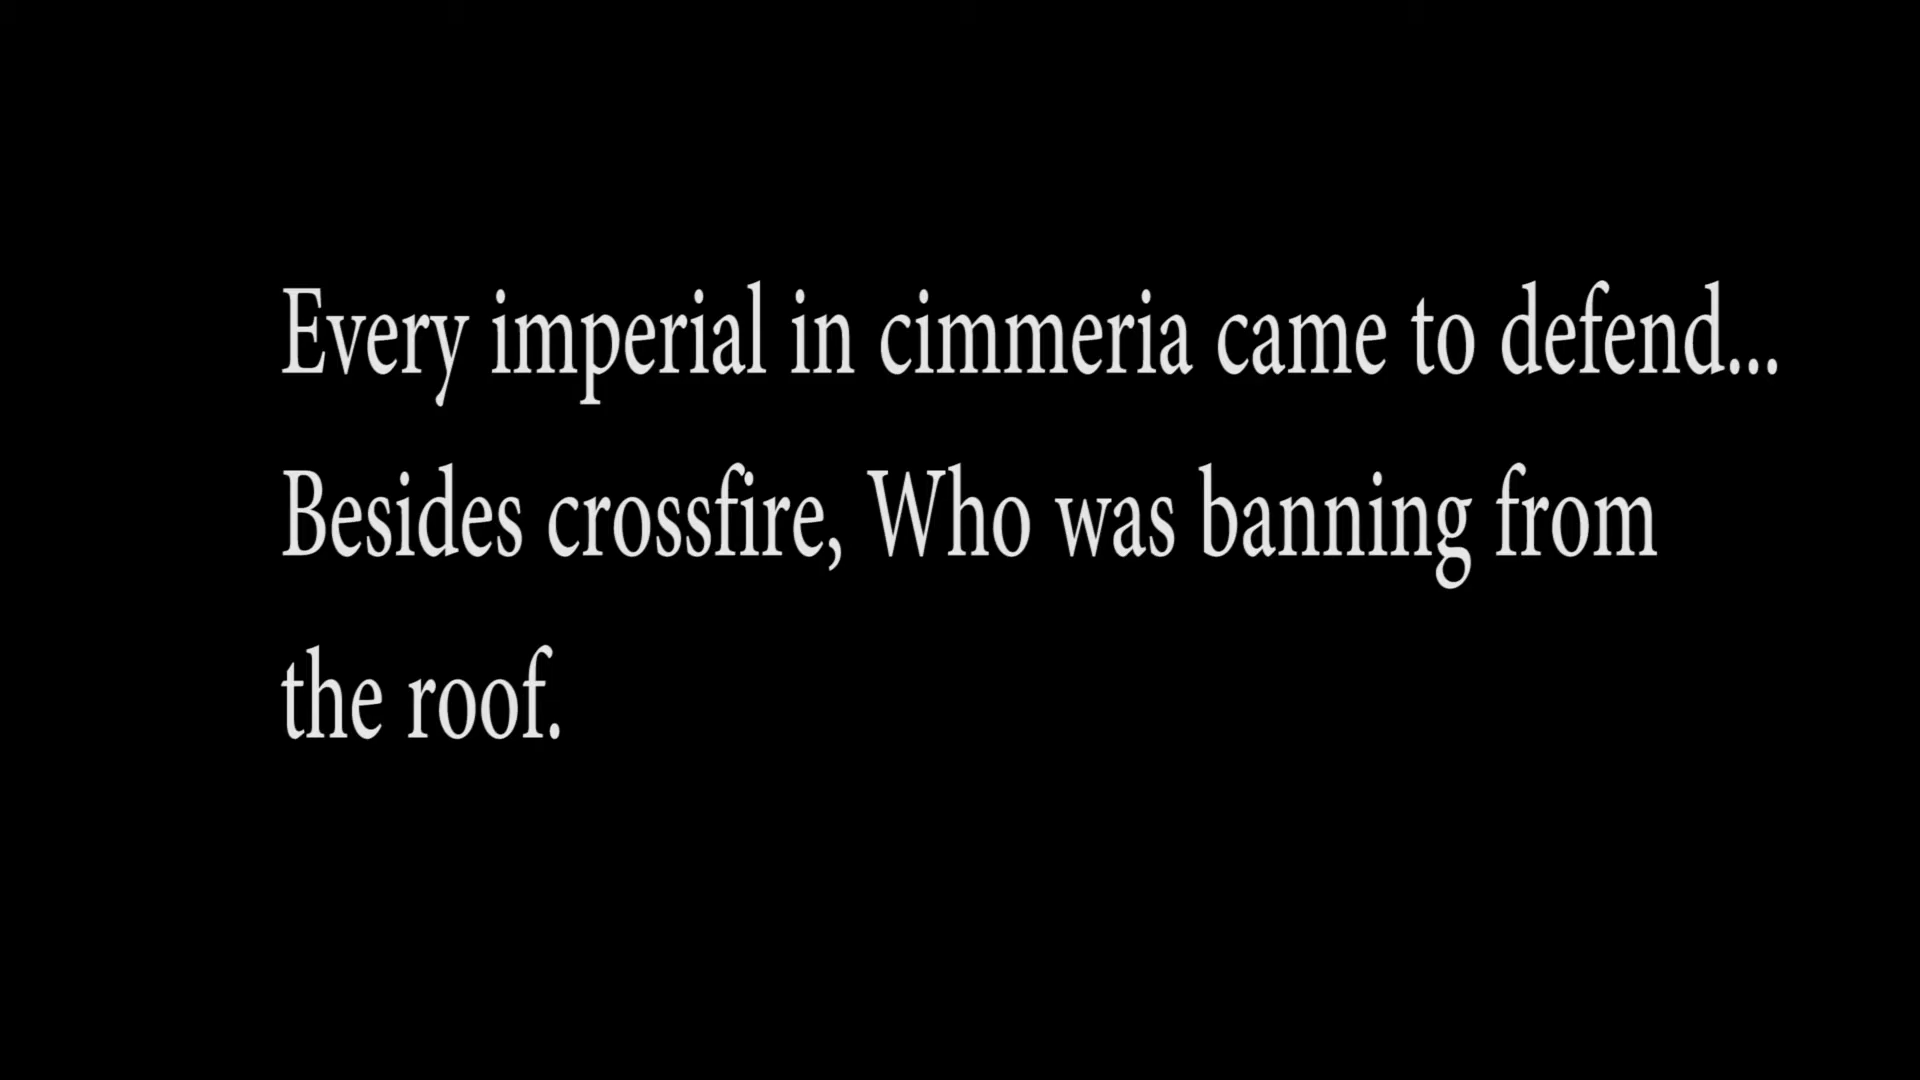 Every imperial in cimmeria came to defend...
Besides crossfire, Who was banning from
the roof.